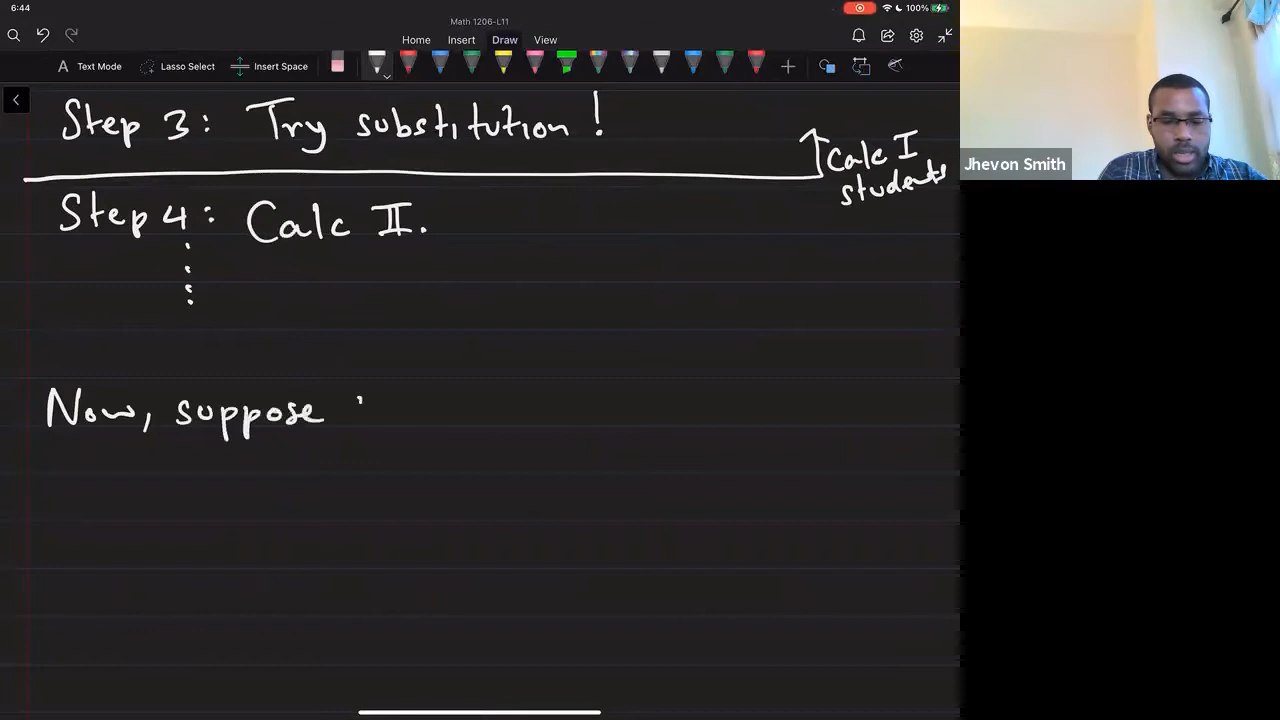 6:44
100%
Math 1206-L11
Home Insert Draw View
Text Mode Lasso Select Insert Space
Step 3: Try substitution!
Calc I
students
Jhevon Smith
Step 4: Calc II.
Now, suppose